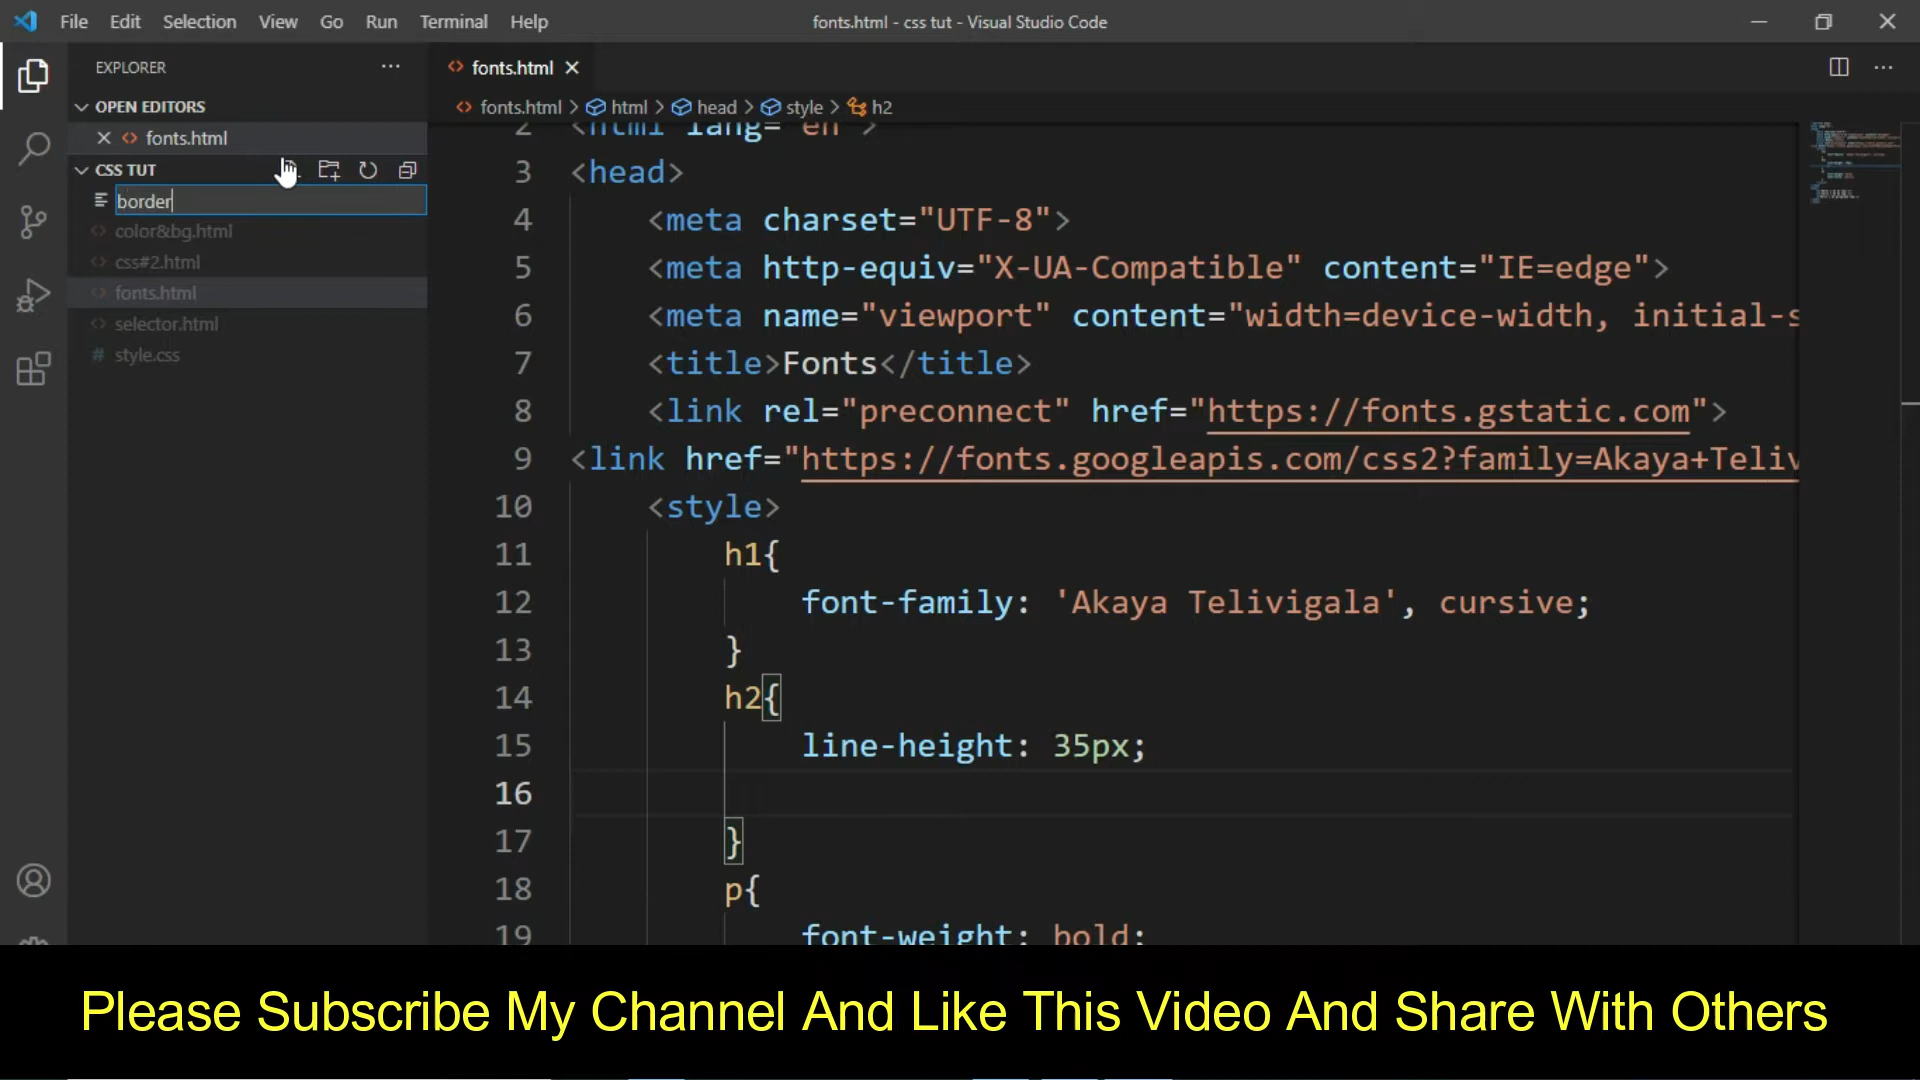 File Edit Selection View Go Run Terminal Help
fonts.html - css tut - Visual Studio Code
EXPLORER
OPEN EDITORS
fonts.html
CSS TUT
border
color&bg.html
css#2.html
fonts.html
selector.html
# style.css
fonts.html
fonts.html > html > head > style > h2
2 <html lang="en">
3 <head>
4 <meta charset="UTF-8">
5 <meta http-equiv="X-UA-Compatible" content="IE=edge">
6 <meta name="viewport" content="width=device-width, initial-s
7 <title>Fonts</title>
8 <link rel="preconnect" href="https://fonts.gstatic.com">
9 <link href="https://fonts.googleapis.com/css2?family=Akaya+Teliv
10 <style>
11 h1{
12 font-family: 'Akaya Telivigala', cursive;
13 }
14 h2{
15 line-height: 35px;
16
17 }
18 p{
19 font-weight: bold;
Please Subscribe My Channel And Like This Video And Share With Others